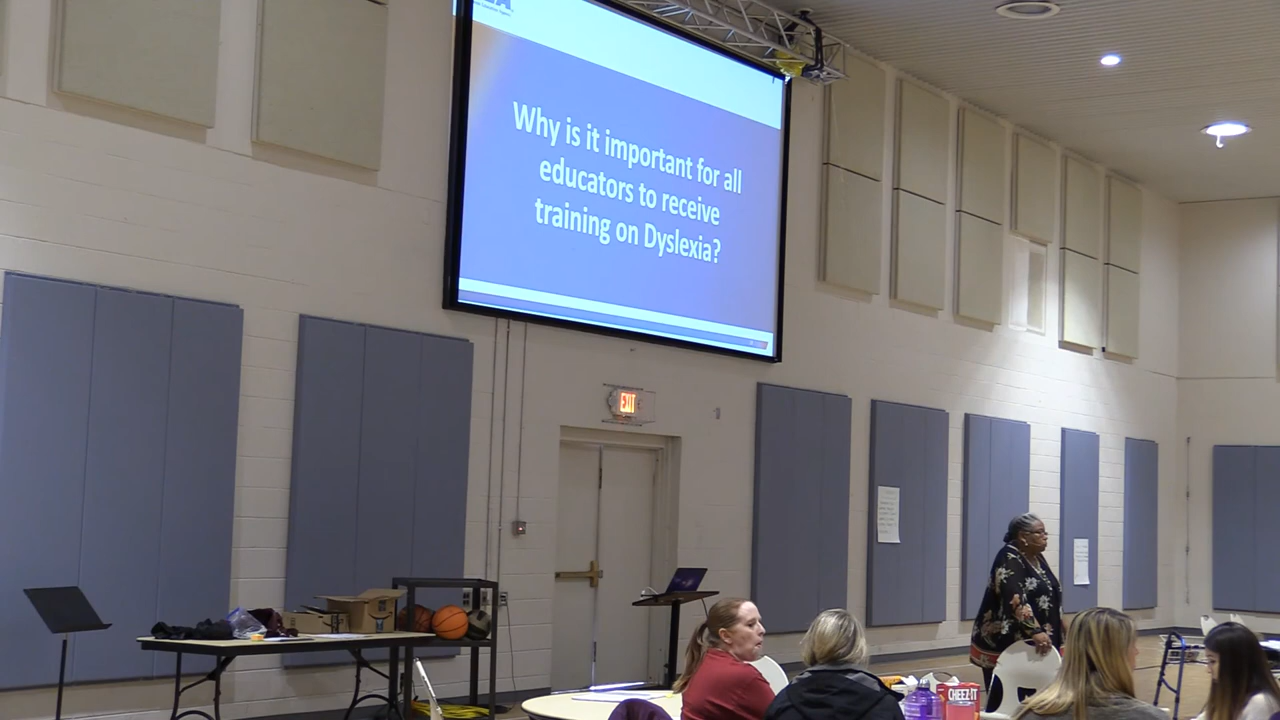 Why is it important for all
educators to receive
training on Dyslexia?
EXIT
CHEEZ-IT